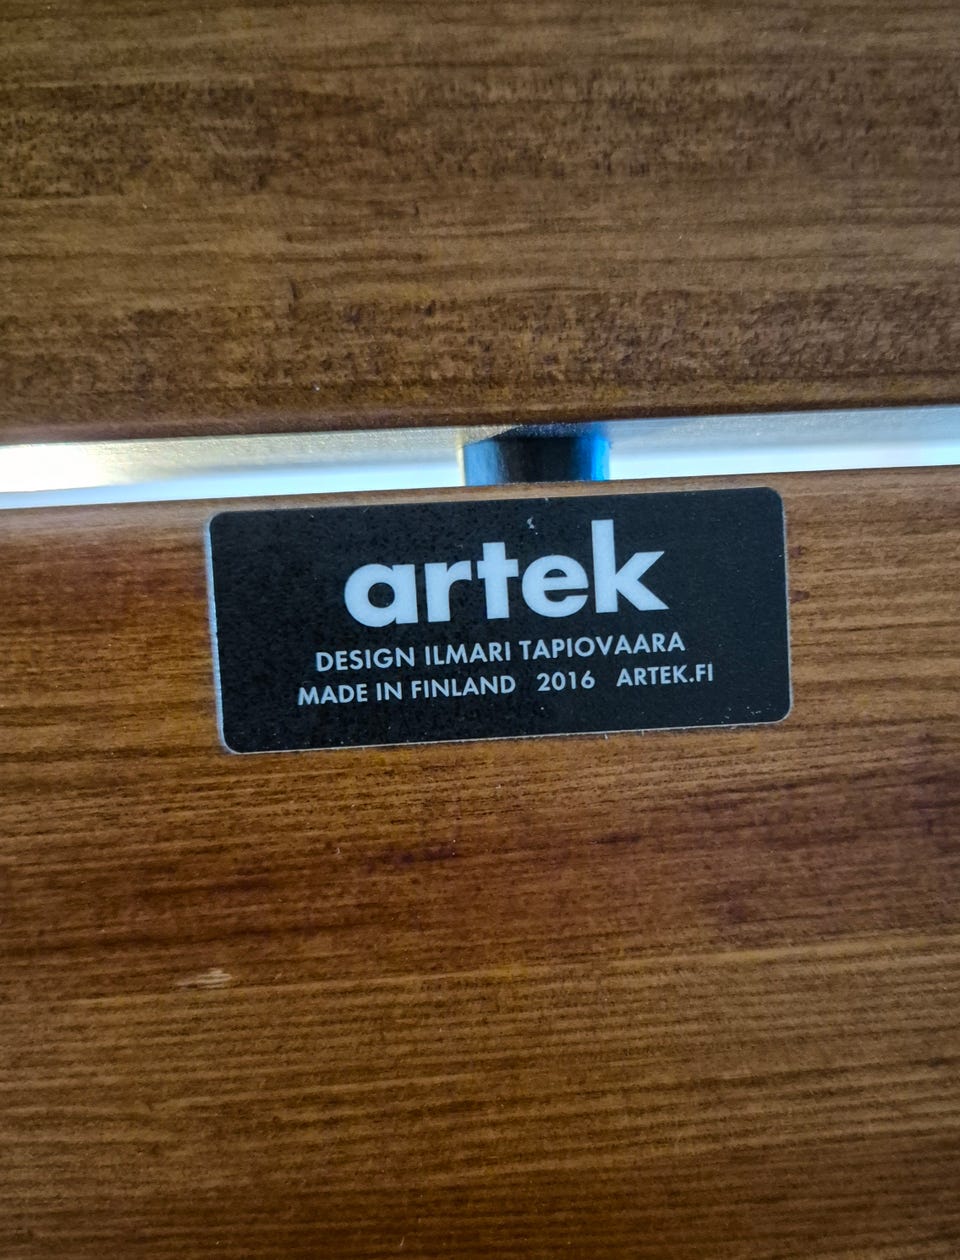 artek
DESIGN ILMARI TAPIOVAARA
MADE IN FINLAND 2016 ARTEK.FI